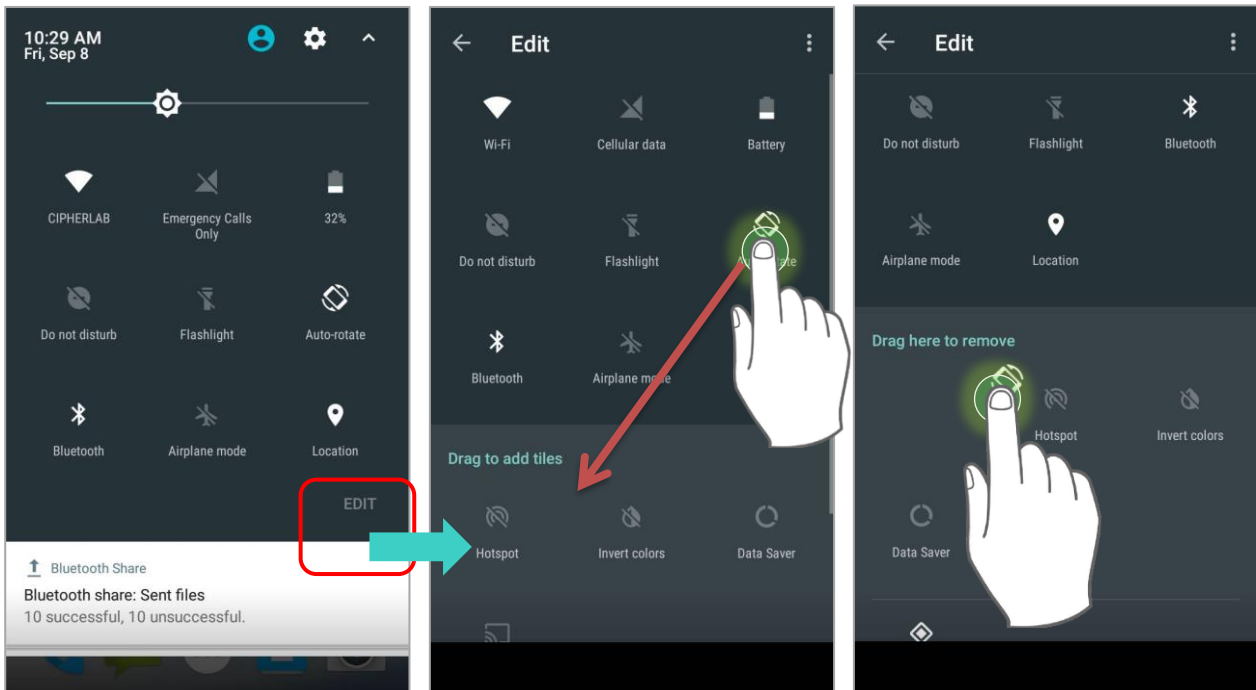 10:29 AM
Fri, Sep 8
CIPHERLAB
Emergency Calls
Only
32%
Do not disturb
Flashlight
Auto-rotate
Bluetooth
Airplane mode
Location
EDIT
Bluetooth Share
Bluetooth share: Sent files
10 successful, 10 unsuccessful.
Edit
Wi-Fi
Cellular data
Battery
Do not disturb
Flashlight
Bluetooth
Airplane
Drag to add tiles
Hotspot
Invert colors
Data Saver
Edit
Do not disturb
Flashlight
Bluetooth
Airplane mode
Location
Drag here to remove
Hotspot
Invert colors
Data Saver